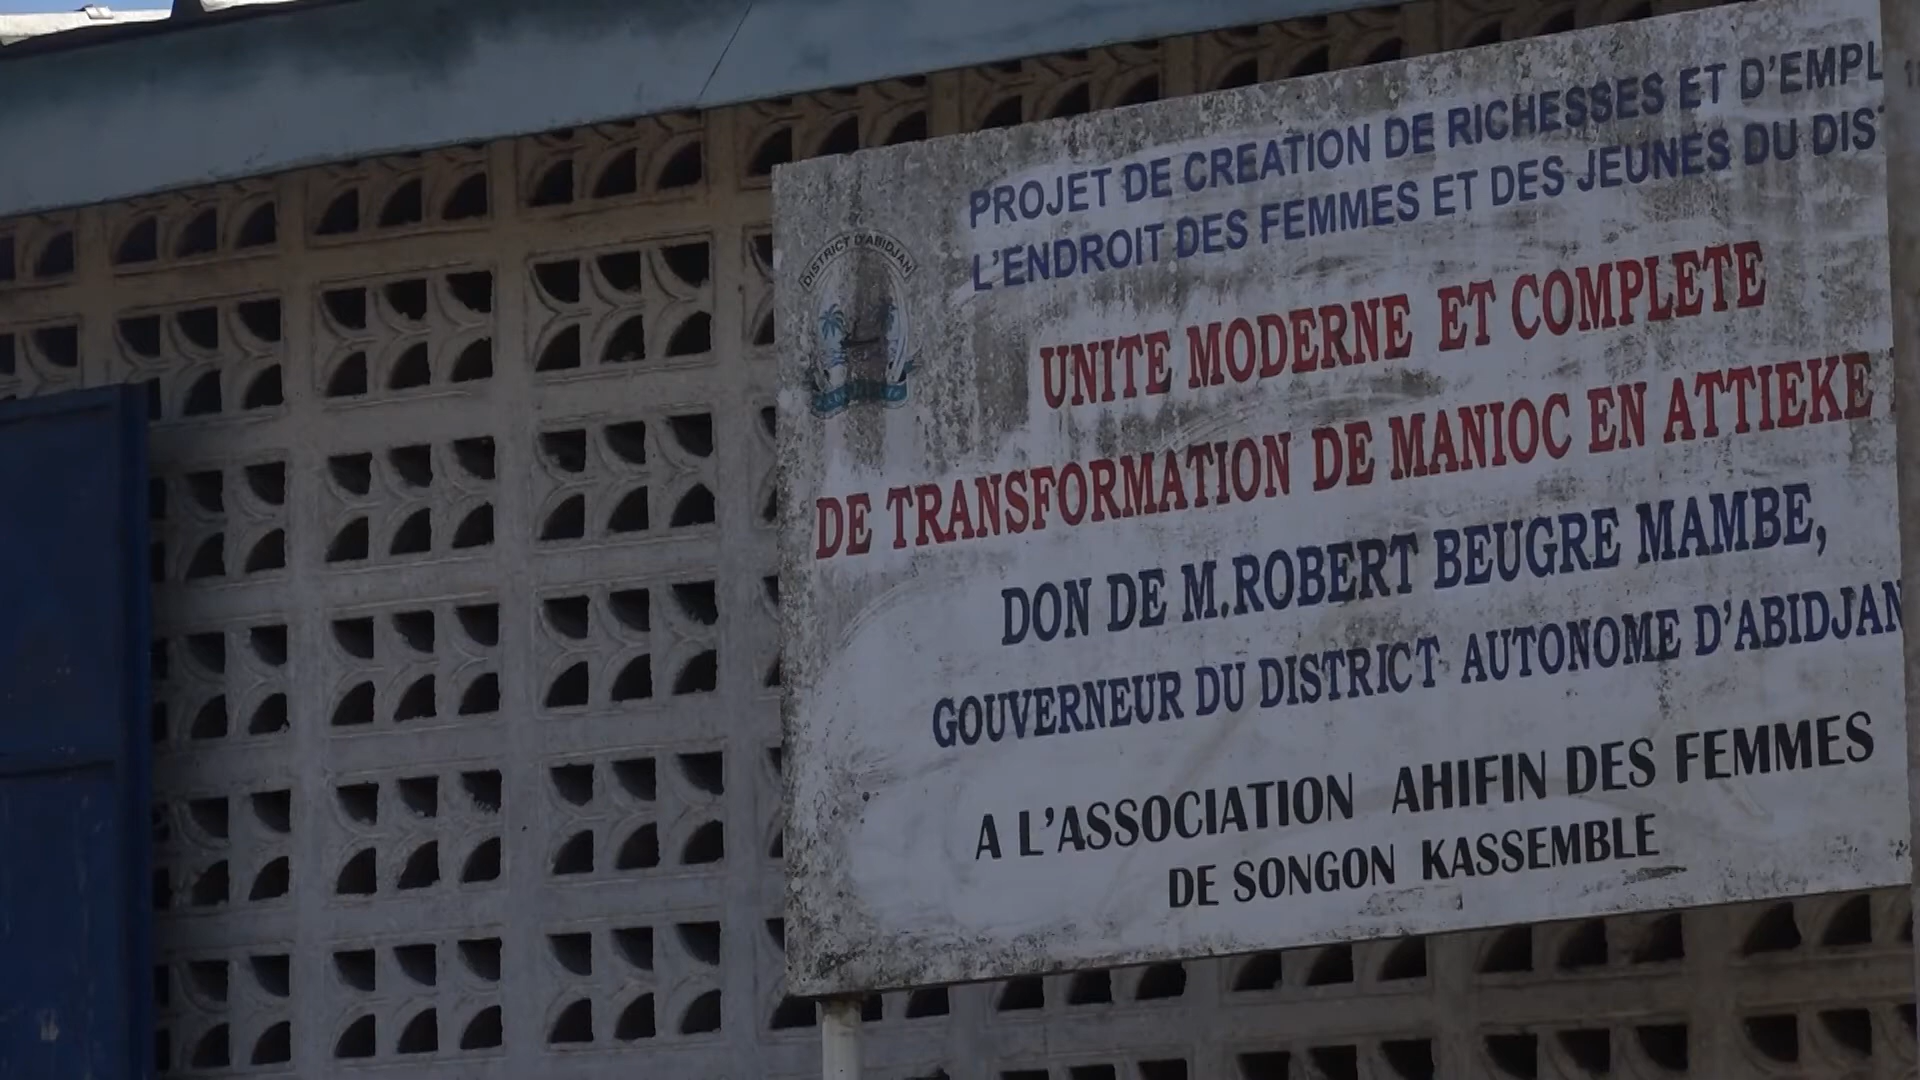 PROJET DE CREATION DE RICHESSES ET D'EMPL
L'ENDROIT DES FEMMES ET DES JEUNES DU DIST
DISTRICT D'ABIDJAN
UNITE MODERNE ET COMPLETE
DE TRANSFORMATION DE MANIOC EN ATTIEKE
DON DE M.ROBERT BEUGRE MAMBE,
GOUVERNEUR DU DISTRICT AUTONOME D'ABIDJAN
A L'ASSOCIATION AHIFIN DES FEMMES
DE SONGON KASSEMBLE